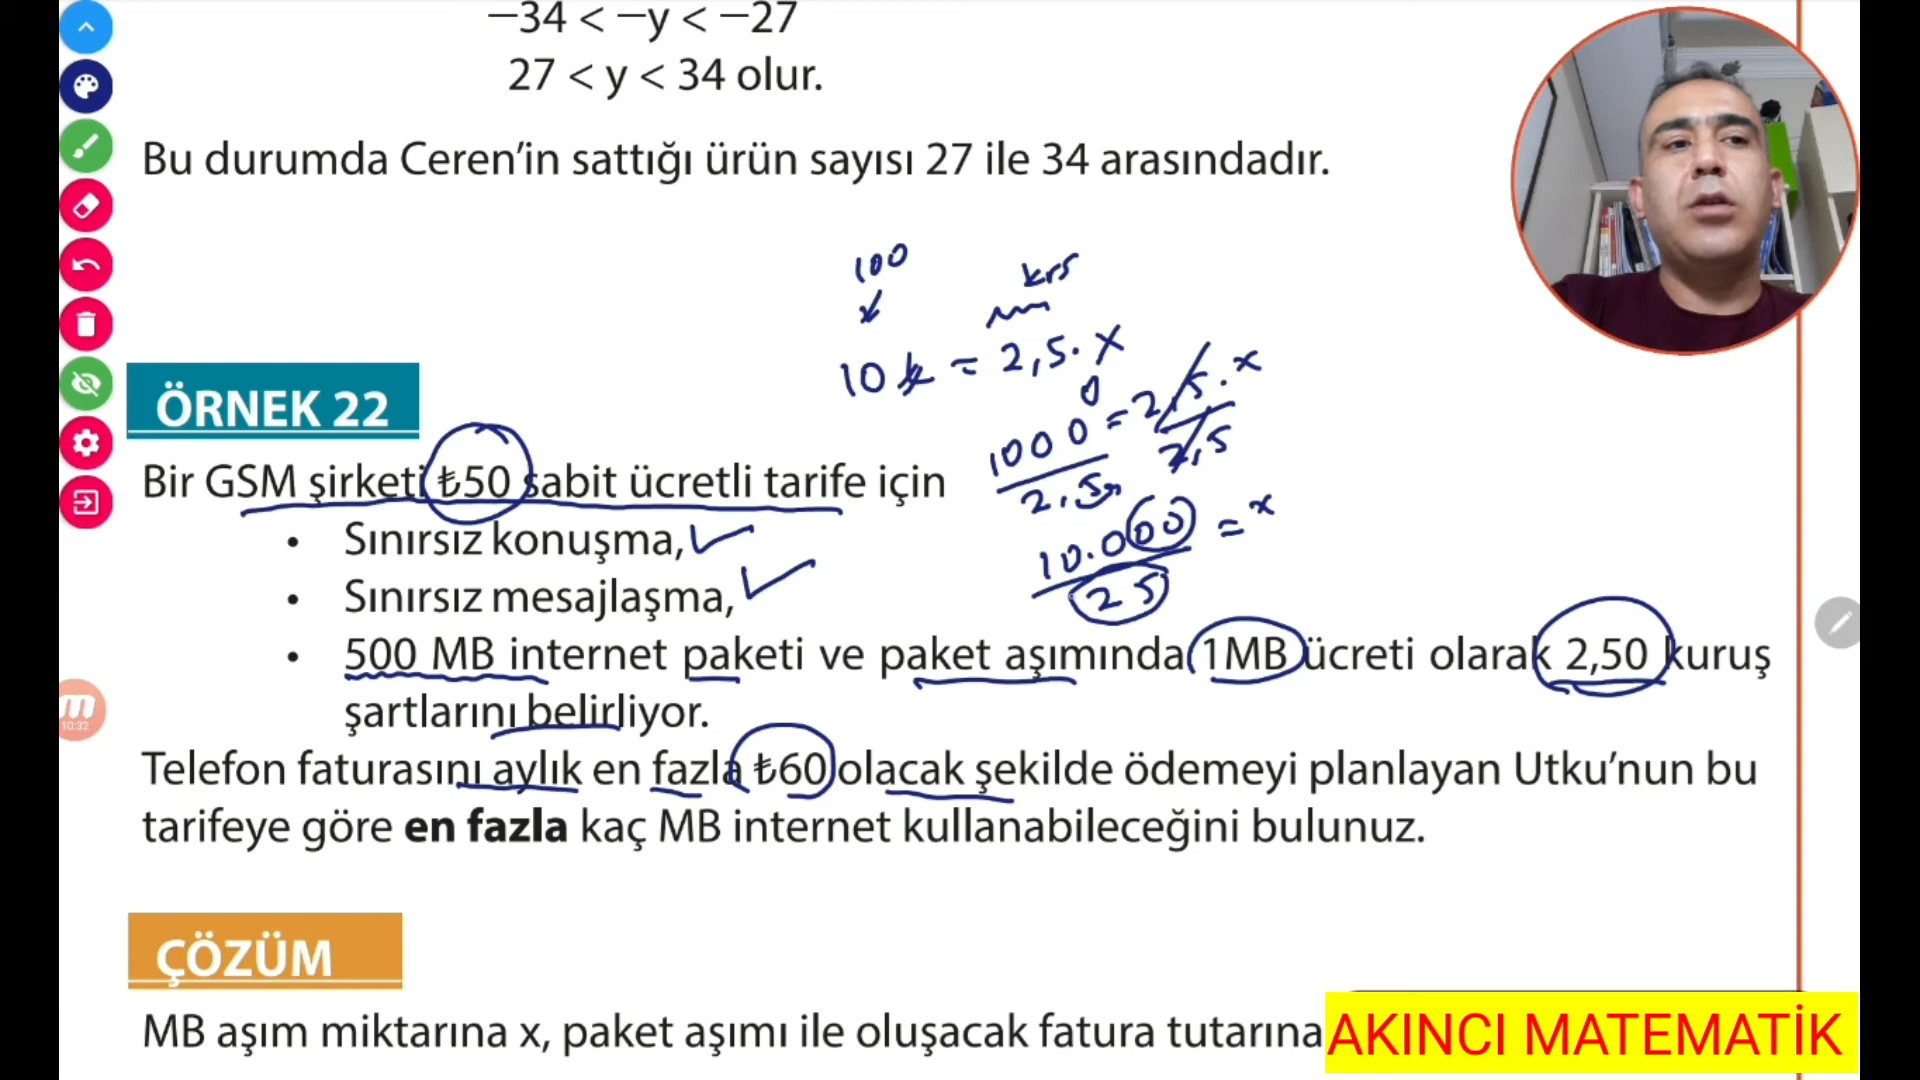 −34 < −y < −27
27 < y < 34 olur.
Bu durumda Ceren'in sattığı ürün sayısı 27 ile 34 arasındadır.
100
krş
10 = 2,5 . x
1000 0 = 2,5 . x
2,5 2,5
10.000 = x
25
ÖRNEK 22
Bir GSM şirketi ₺50 sabit ücretli tarife için
• Sınırsız konuşma,
• Sınırsız mesajlaşma,
• 500 MB internet paketi ve paket aşımında 1MB ücreti olarak 2,50 kuruş
şartlarını belirliyor.
Telefon faturasını aylık en fazla ₺60 olacak şekilde ödemeyi planlayan Utku'nun bu
tarifeye göre en fazla kaç MB internet kullanabileceğini bulunuz.
ÇÖZÜM
MB aşım miktarına x, paket aşımı ile oluşacak fatura tutarına
AKINCI MATEMATİK
m
10:33